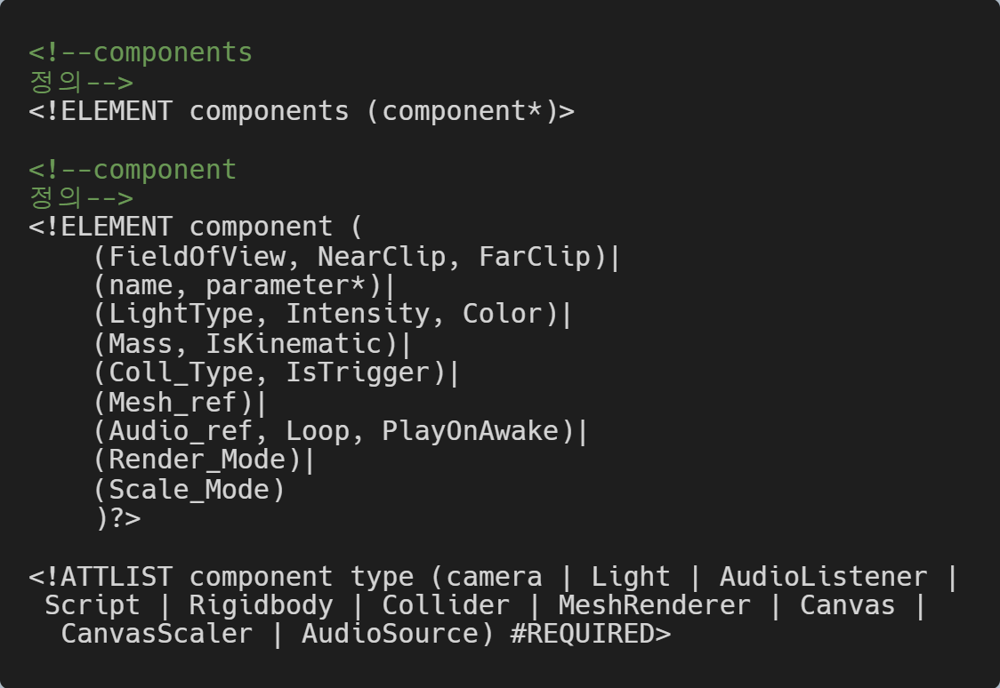 <!--components
정의-->
<!ELEMENT components (component*)>
<!--component
정의-->
<!ELEMENT component (
(FieldOfView, NearClip, FarClip)|
(name, parameter*)|
(LightType, Intensity, Color)|
(Mass, IsKinematic)|
(Coll_Type, IsTrigger)|
(Mesh_ref)|
(Audio_ref, Loop, PlayOnAwake)|
(Render_Mode)|
(Scale_Mode)
)?>
<!ATTLIST component type (camera | Light | AudioListener |
Script | Rigidbody | Collider | MeshRenderer | Canvas |
CanvasScaler | AudioSource) #REQUIRED>